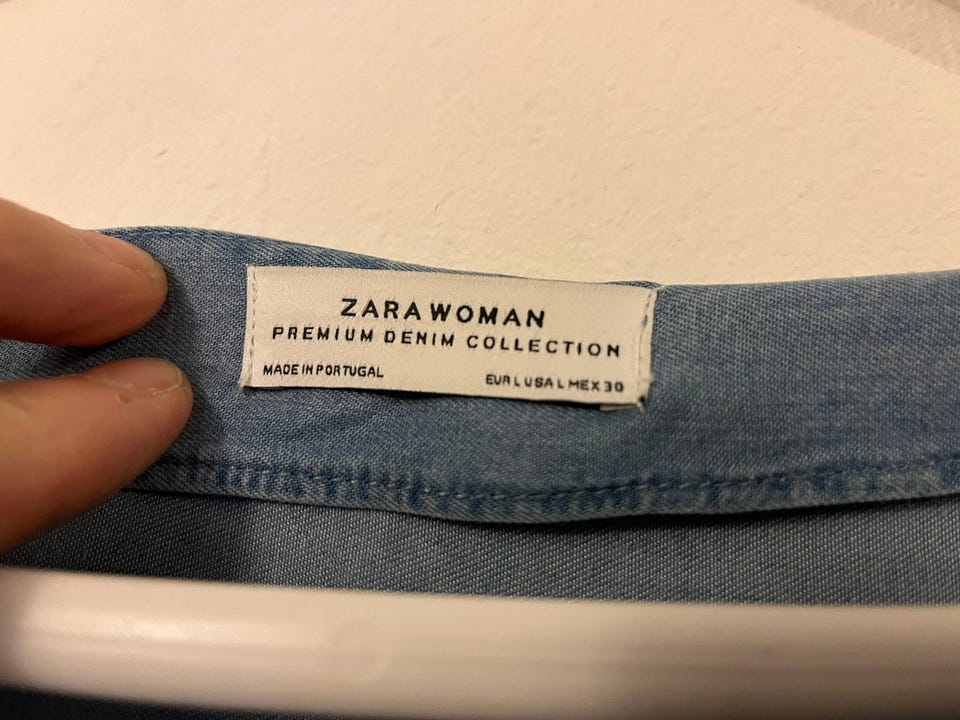 ZARA WOMAN
PREMIUM DENIM COLLECTION
MADE IN PORTUGAL
EUR L USA L MEX 30